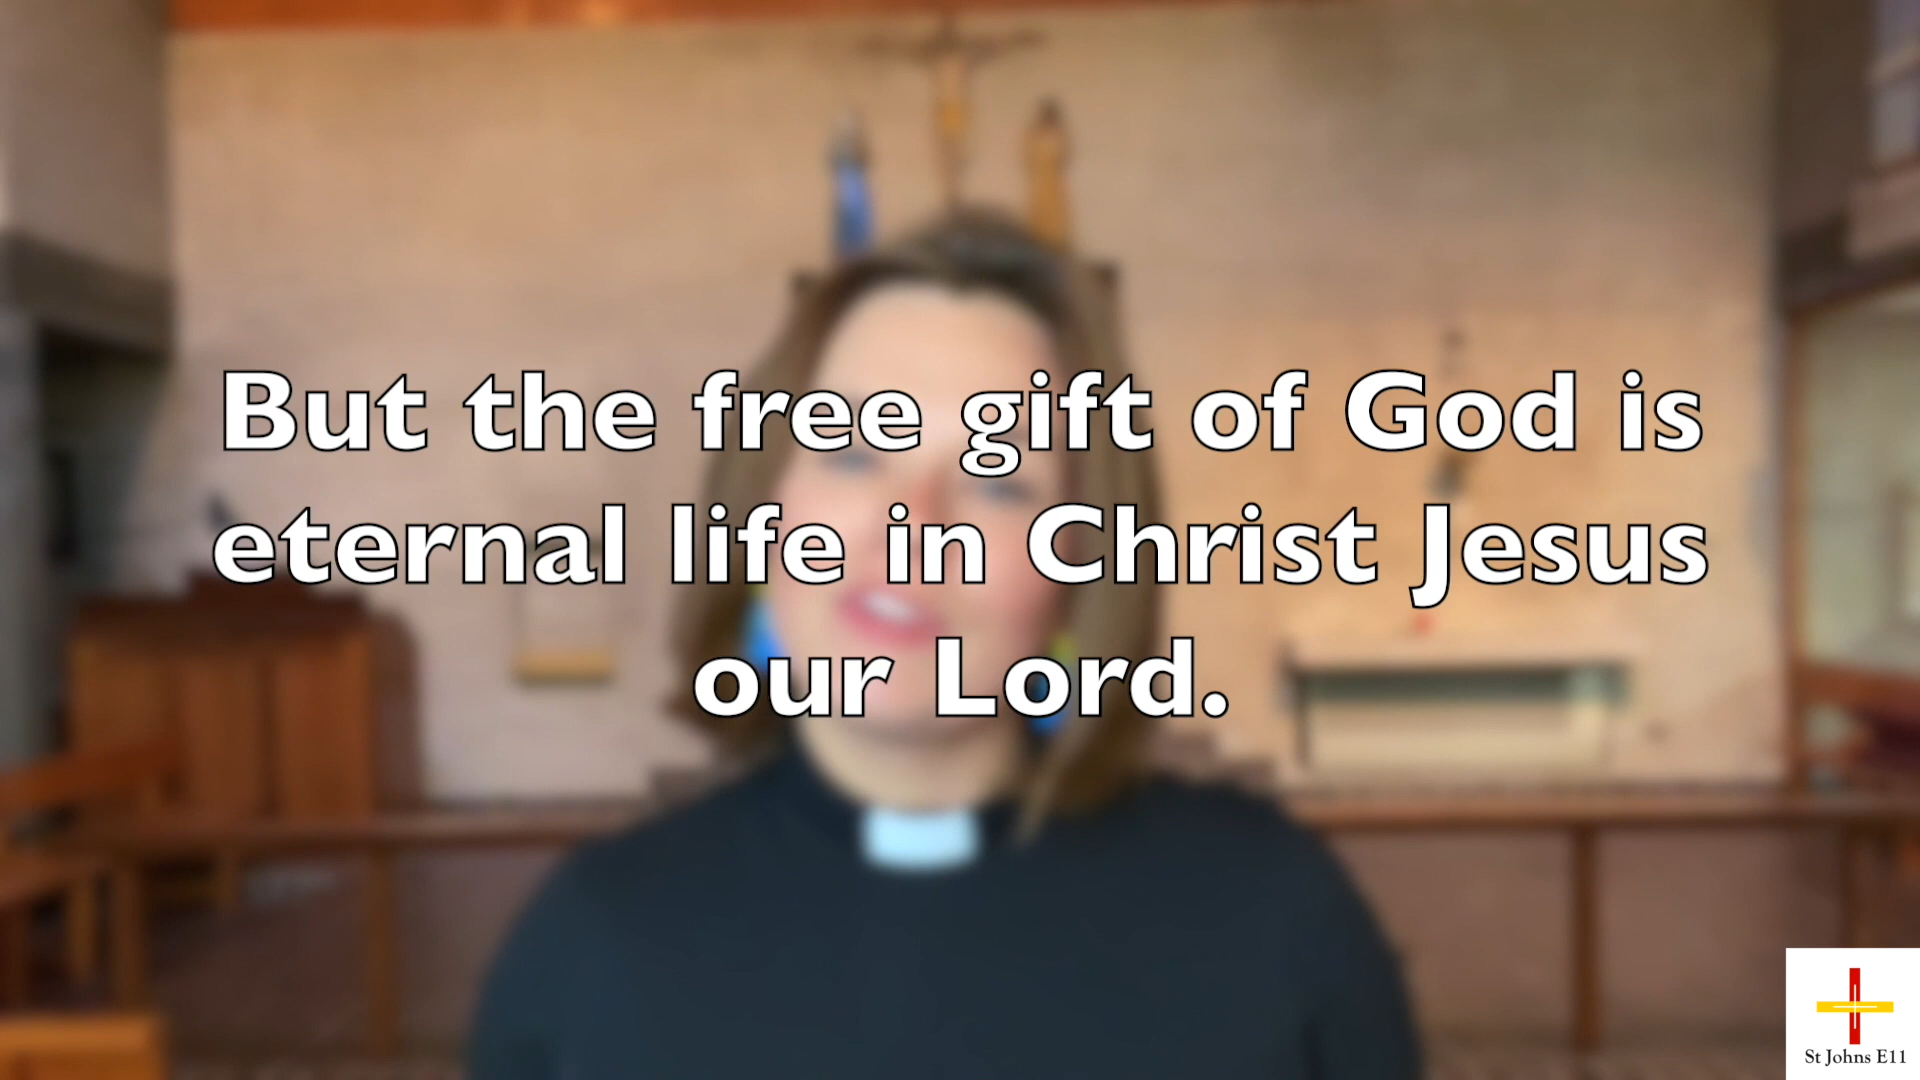 But the free gift of God is
eternal life in Christ Jesus
our Lord.
St Johns E11